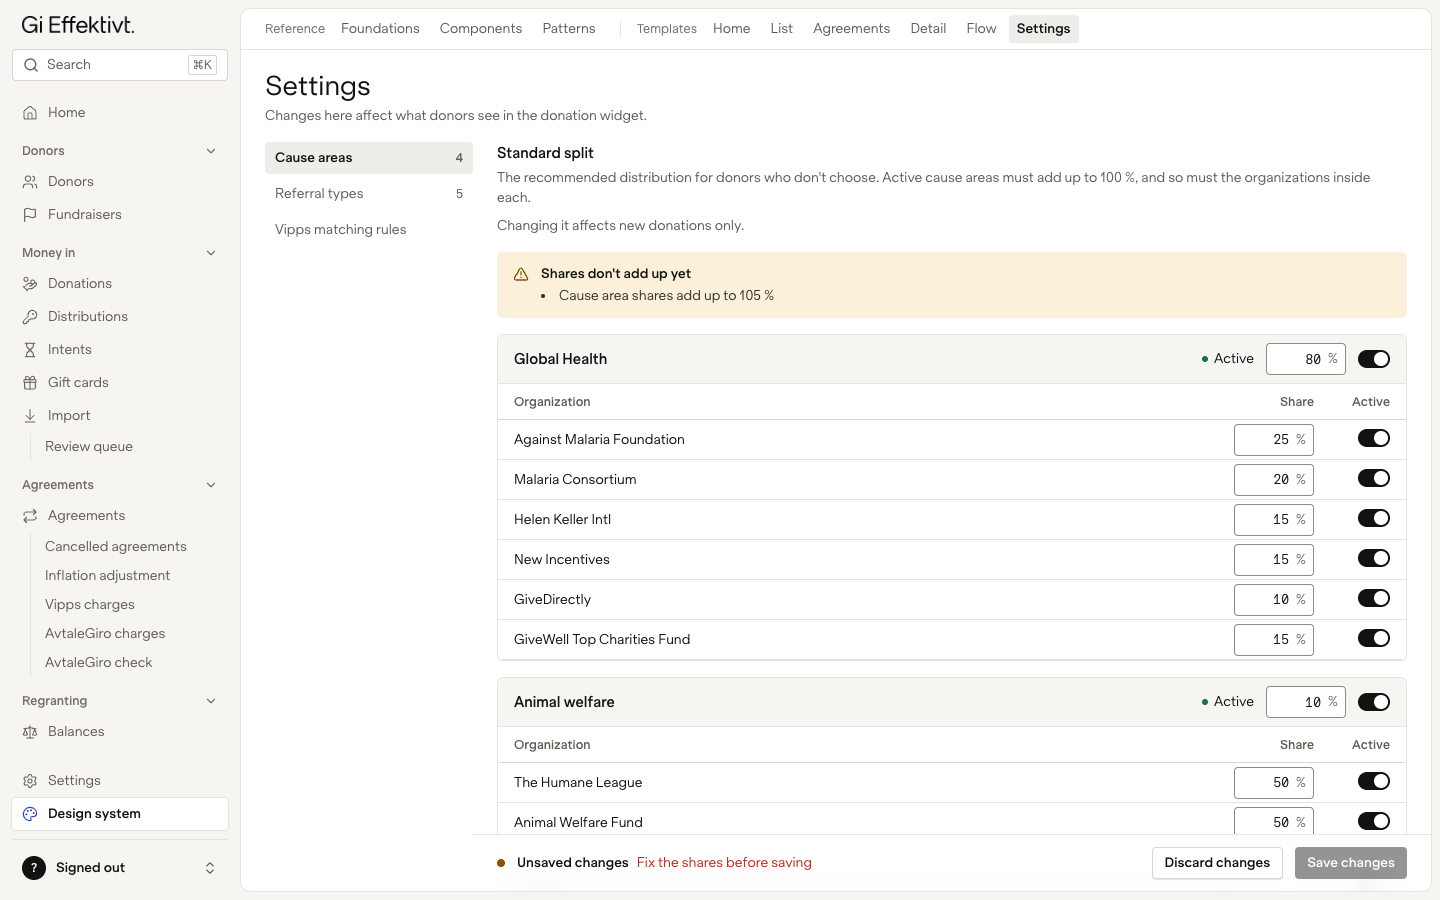 Gi Effektivt.
Search ⌘K
Home
Donors
Donors
Fundraisers
Money in
Donations
Distributions
Intents
Gift cards
Import
Review queue
Agreements
Agreements
Cancelled agreements
Inflation adjustment
Vipps charges
AvtaleGiro charges
AvtaleGiro check
Regranting
Balances
Settings
Design system
? Signed out
Reference Foundations Components Patterns Templates Home List Agreements Detail Flow Settings
Settings
Changes here affect what donors see in the donation widget.
Cause areas 4
Referral types 5
Vipps matching rules
Standard split
The recommended distribution for donors who don't choose. Active cause areas must add up to 100 %, and so must the organizations inside
each.
Changing it affects new donations only.
Shares don't add up yet
• Cause area shares add up to 105 %
Global Health Active 80 %
Organization Share Active
Against Malaria Foundation 25 %
Malaria Consortium 20 %
Helen Keller Intl 15 %
New Incentives 15 %
GiveDirectly 10 %
GiveWell Top Charities Fund 15 %
Animal welfare Active 10 %
Organization Share Active
The Humane League 50 %
Animal Welfare Fund 50 %
Unsaved changes Fix the shares before saving Discard changes Save changes